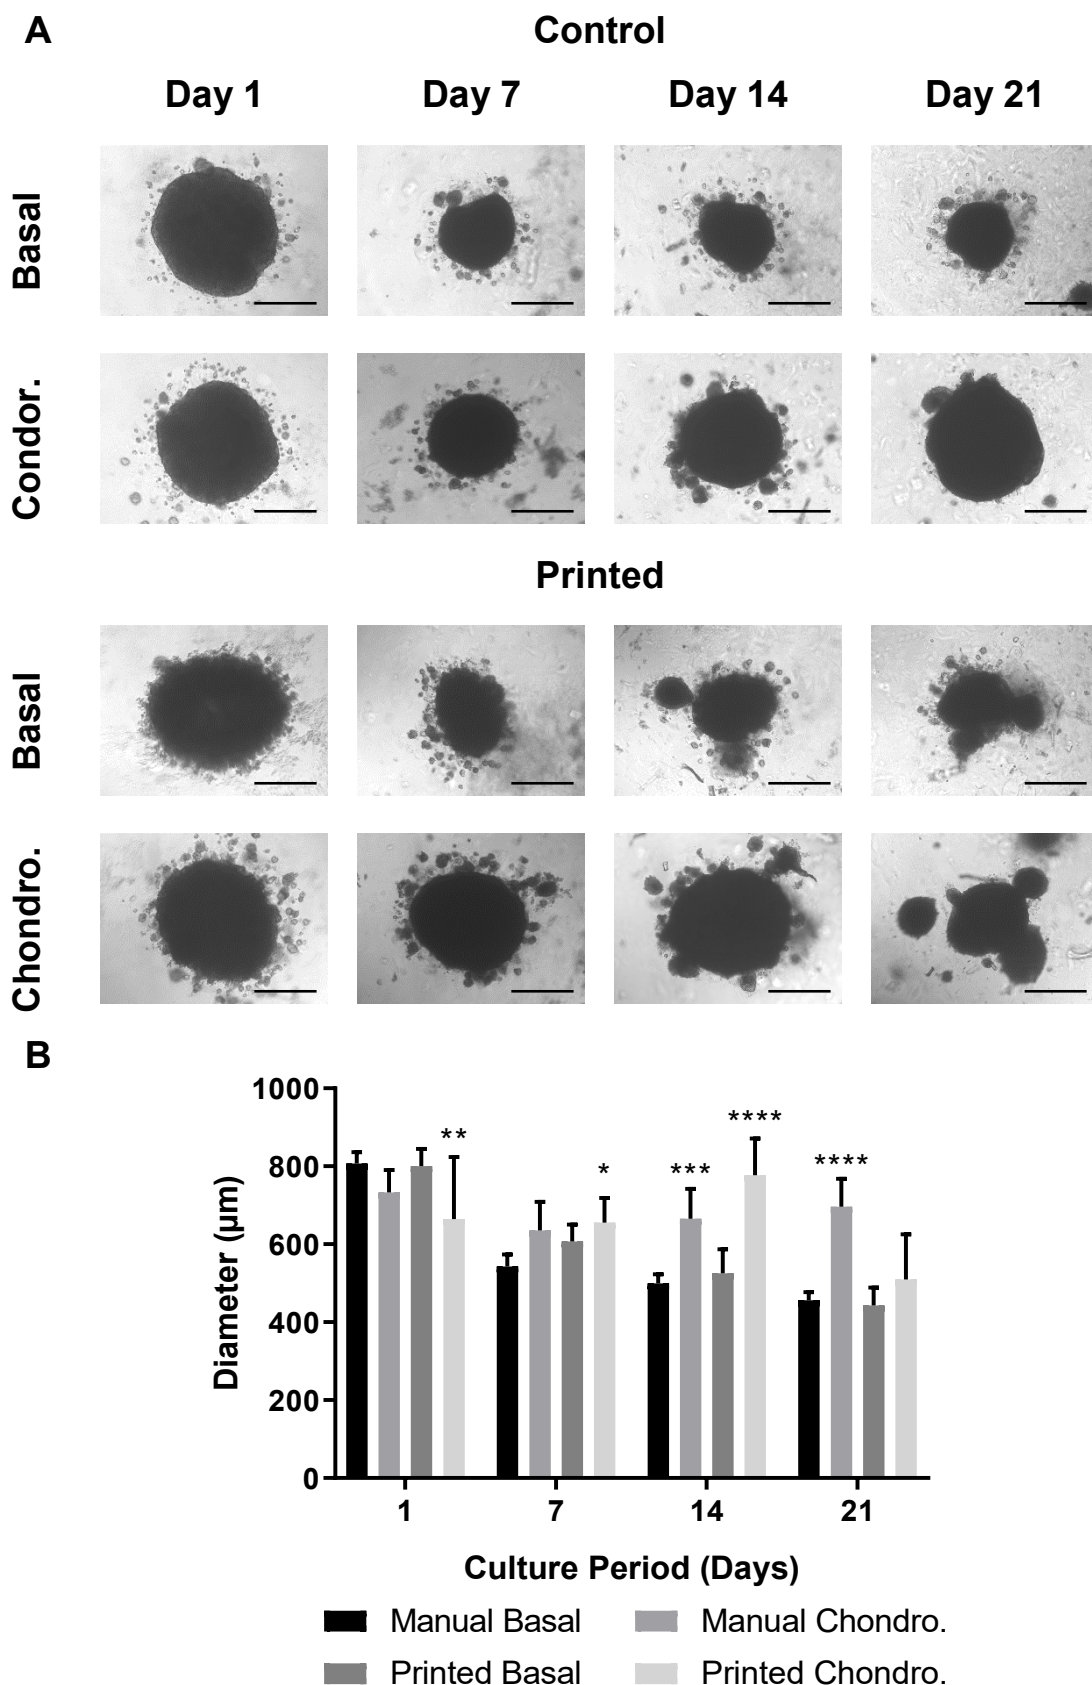 A
Control
Day 1 Day 7 Day 14 Day 21
Basal
Condor.
Printed
Basal
Chondro.
B
1000
800
600
400
200
0
Diameter (µm)
** * *** **** ****
1 7 14 21
Culture Period (Days)
Manual Basal Manual Chondro.
Printed Basal Printed Chondro.